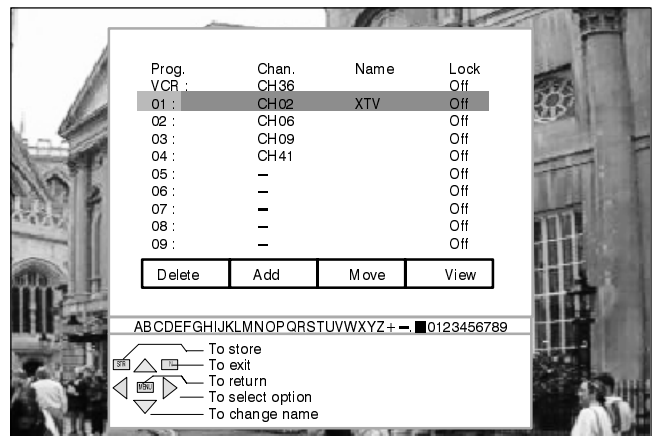 Prog. Chan. Name Lock
VCR : CH36 Off
01 : CH02 XTV Off
02 : CH06 Off
03 : CH09 Off
04 : CH41 Off
05 : – Off
06 : – Off
07 : – Off
08 : – Off
09 : – Off
Delete Add Move View
ABCDEFGHIJKLMNOPQRSTUVWXYZ+–.■0123456789
To store
STR To exit
MENU To return
To select option
To change name